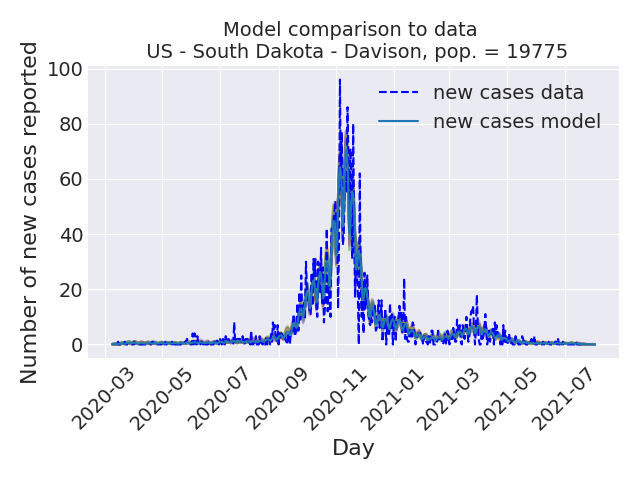 Model comparison to data
US - South Dakota - Davison, pop. = 19775
new cases data
new cases model
Number of new cases reported
100
80
60
40
20
0
2020-03
2020-05
2020-07
2020-09
2020-11
2021-01
2021-03
2021-05
2021-07
Day